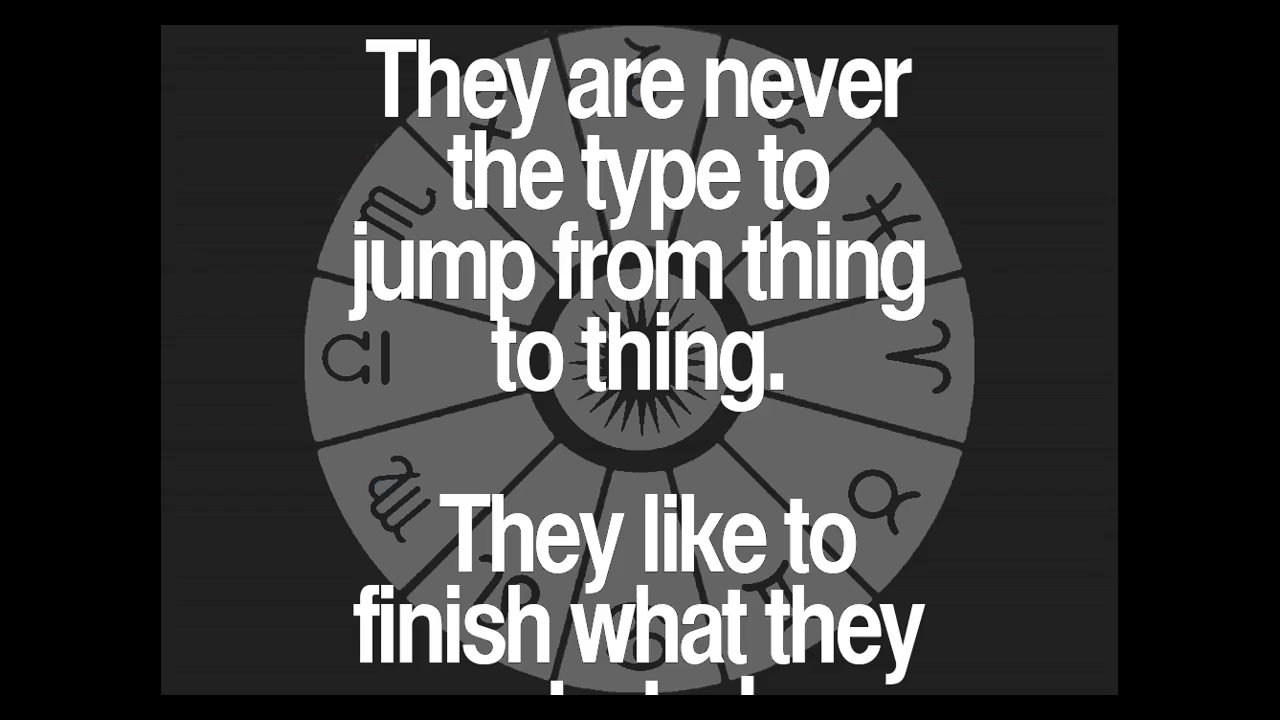 They are never
the type to
jump from thing
to thing.
They like to
finish what they